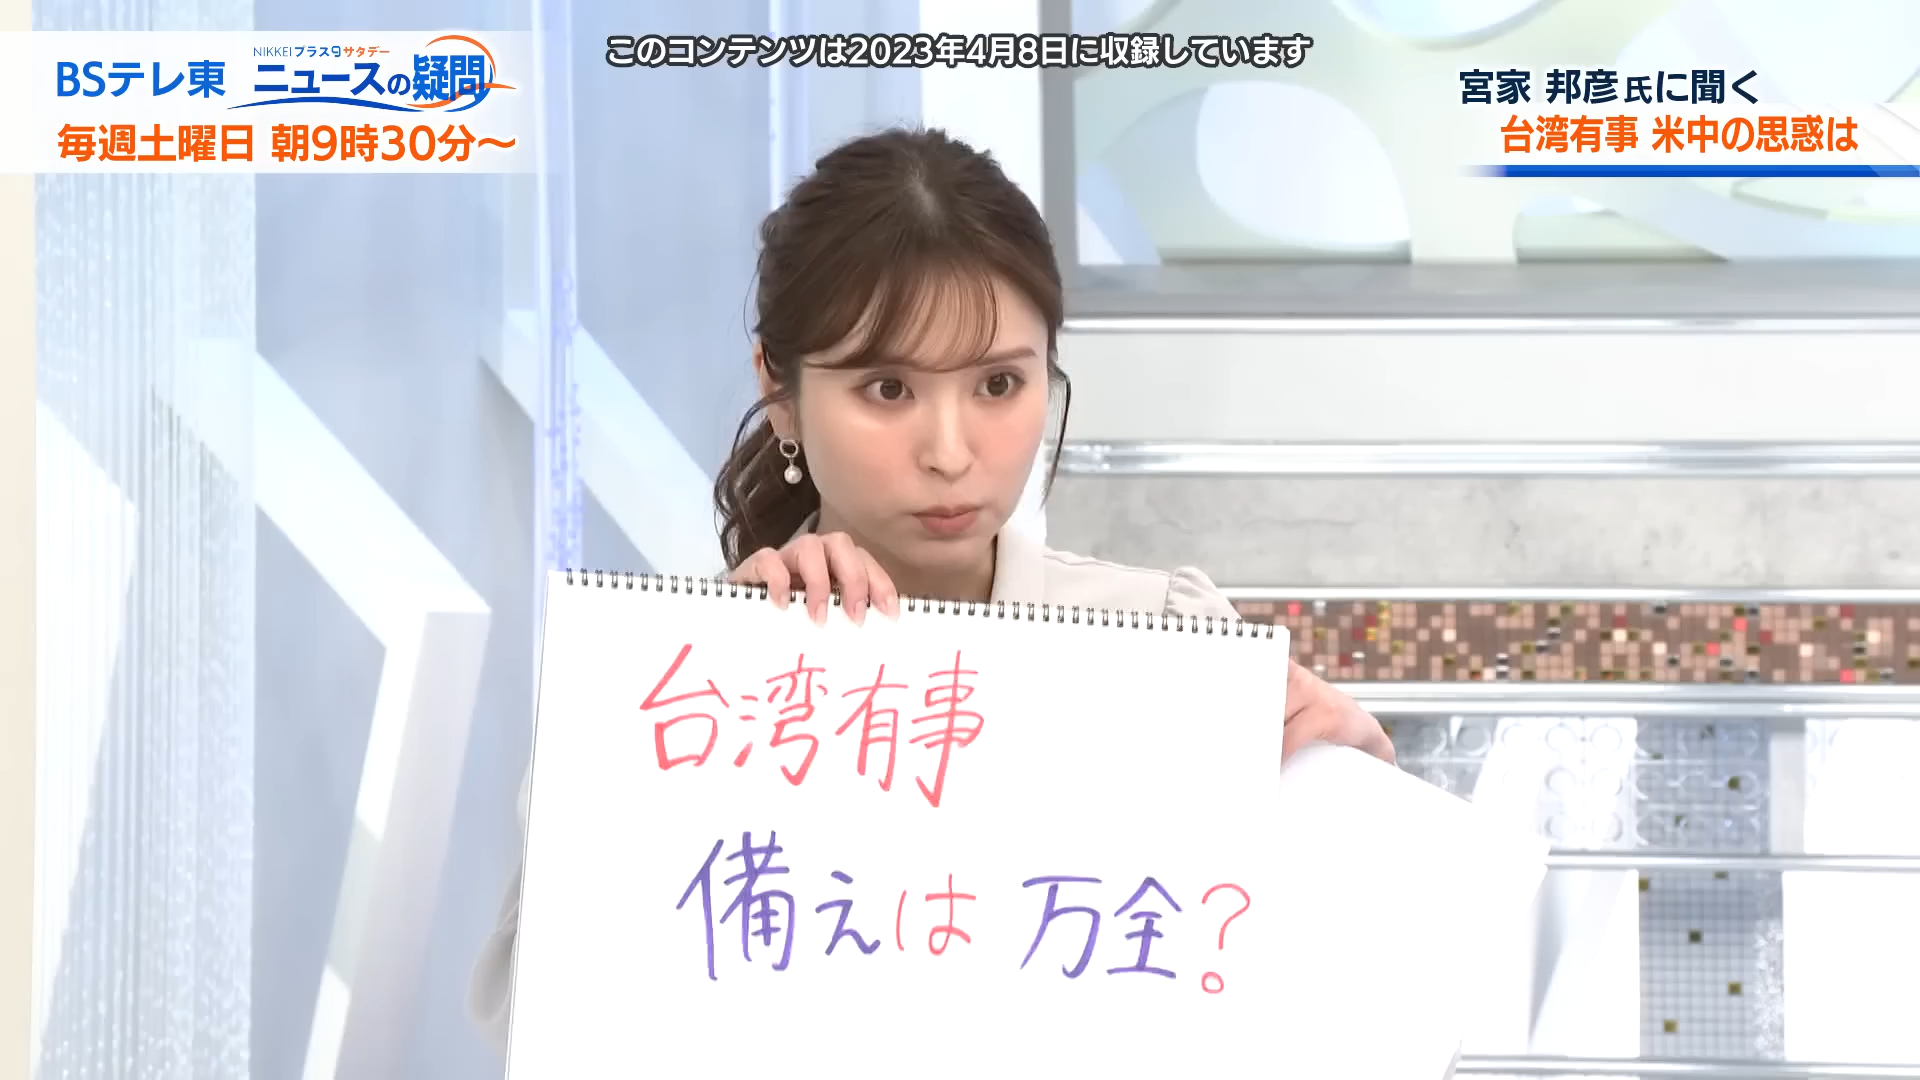 BSテレ東
NIKKEIプラス9サタデー
ニュースの疑問
毎週土曜日 朝9時30分〜
このコンテンツは2023年4月8日に収録しています
宮家 邦彦氏に聞く
台湾有事 米中の思惑は
台湾有事
備えは万全?